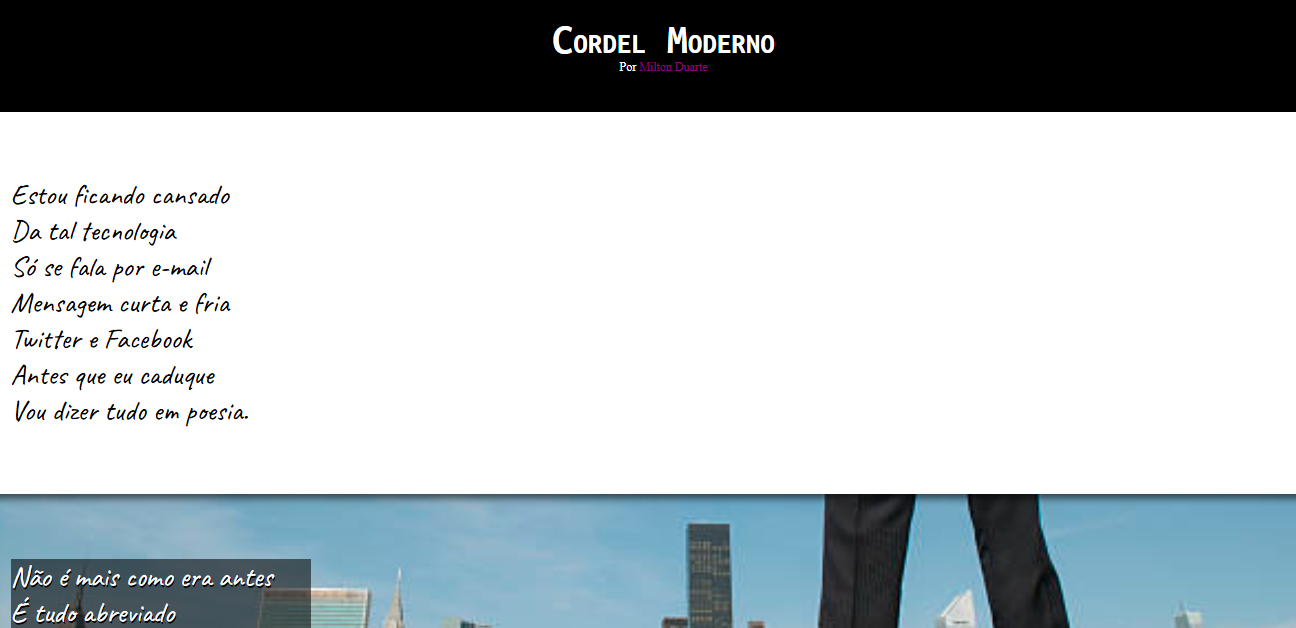 Cordel Moderno
Por Milton Duarte
Estou ficando cansado
Da tal tecnologia
Só se fala por e-mail
Mensagem curta e fria
Twitter e Facebook
Antes que eu caduque
Vou dizer tudo em poesia.
Não é mais como era antes
É tudo abreviado